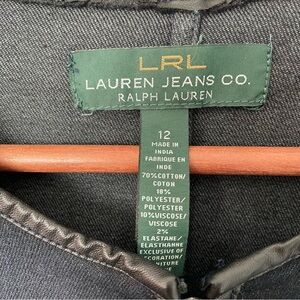 LRL
LAUREN JEANS CO.
RALPH LAUREN
12
MADE IN
INDIA
FABRIQUE EN
INDE
70%COTTON/
COTON
18%
POLYESTER/
POLYESTER
10%VISCOSE/
VISCOSE
2%
ELASTANE/
ELASTHANNE
EXCLUSIVE OF